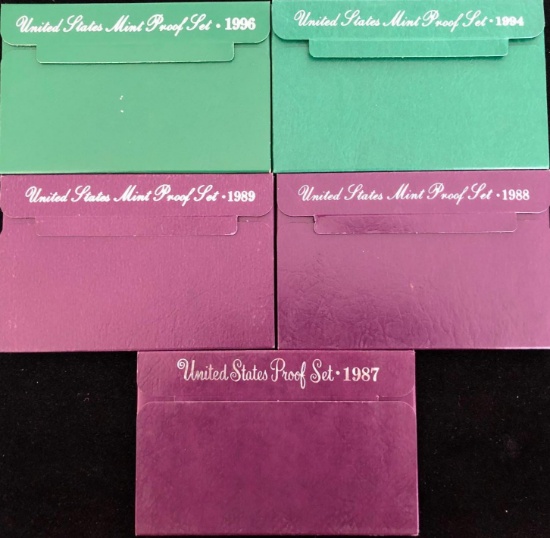 United States Mint Proof Set • 1996
United States Mint Proof Set • 1994
United States Mint Proof Set • 1989
United States Mint Proof Set • 1988
United States Proof Set • 1987